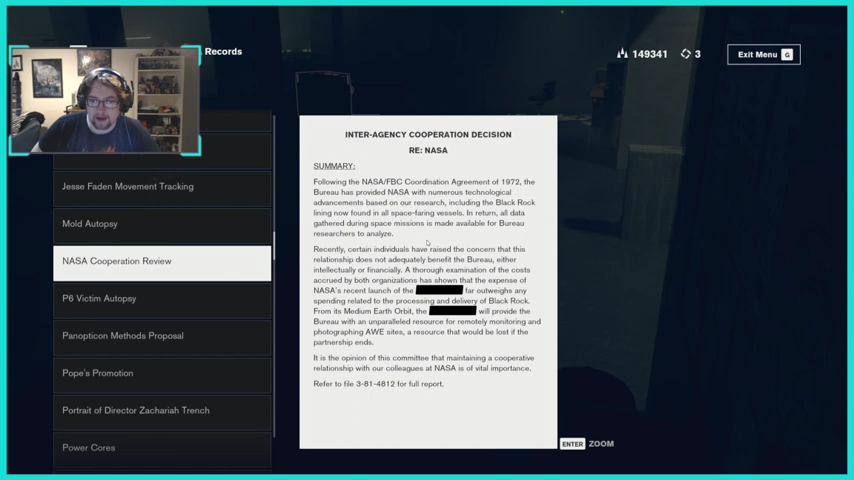 Records
149341
3
Exit Menu G
Jesse Faden Movement Tracking
Mold Autopsy
NASA Cooperation Review
P6 Victim Autopsy
Panopticon Methods Proposal
Pope's Promotion
Portrait of Director Zachariah Trench
Power Cores
INTER-AGENCY COOPERATION DECISION
RE: NASA
SUMMARY:
Following the NASA/FBC Coordination Agreement of 1972, the
Bureau has provided NASA with numerous technological
advancements based on our research, including the Black Rock
lining now found in all space-faring vessels. In return, all data
gathered during space missions is made available for Bureau
researchers to analyze.
Recently, certain individuals have raised the concern that this
relationship does not adequately benefit the Bureau, either
intellectually or financially. A thorough examination of the costs
accrued by both organizations has shown that the expense of
NASA's recent launch of the far outweighs any
spending related to the processing and delivery of Black Rock.
From its Medium Earth Orbit, the will provide the
Bureau with an unparalleled resource for remotely monitoring and
photographing AWE sites, a resource that would be lost if the
partnership ends.
It is the opinion of this committee that maintaining a cooperative
relationship with our colleagues at NASA is of vital importance.
Refer to file 3-81-4812 for full report.
ENTER ZOOM